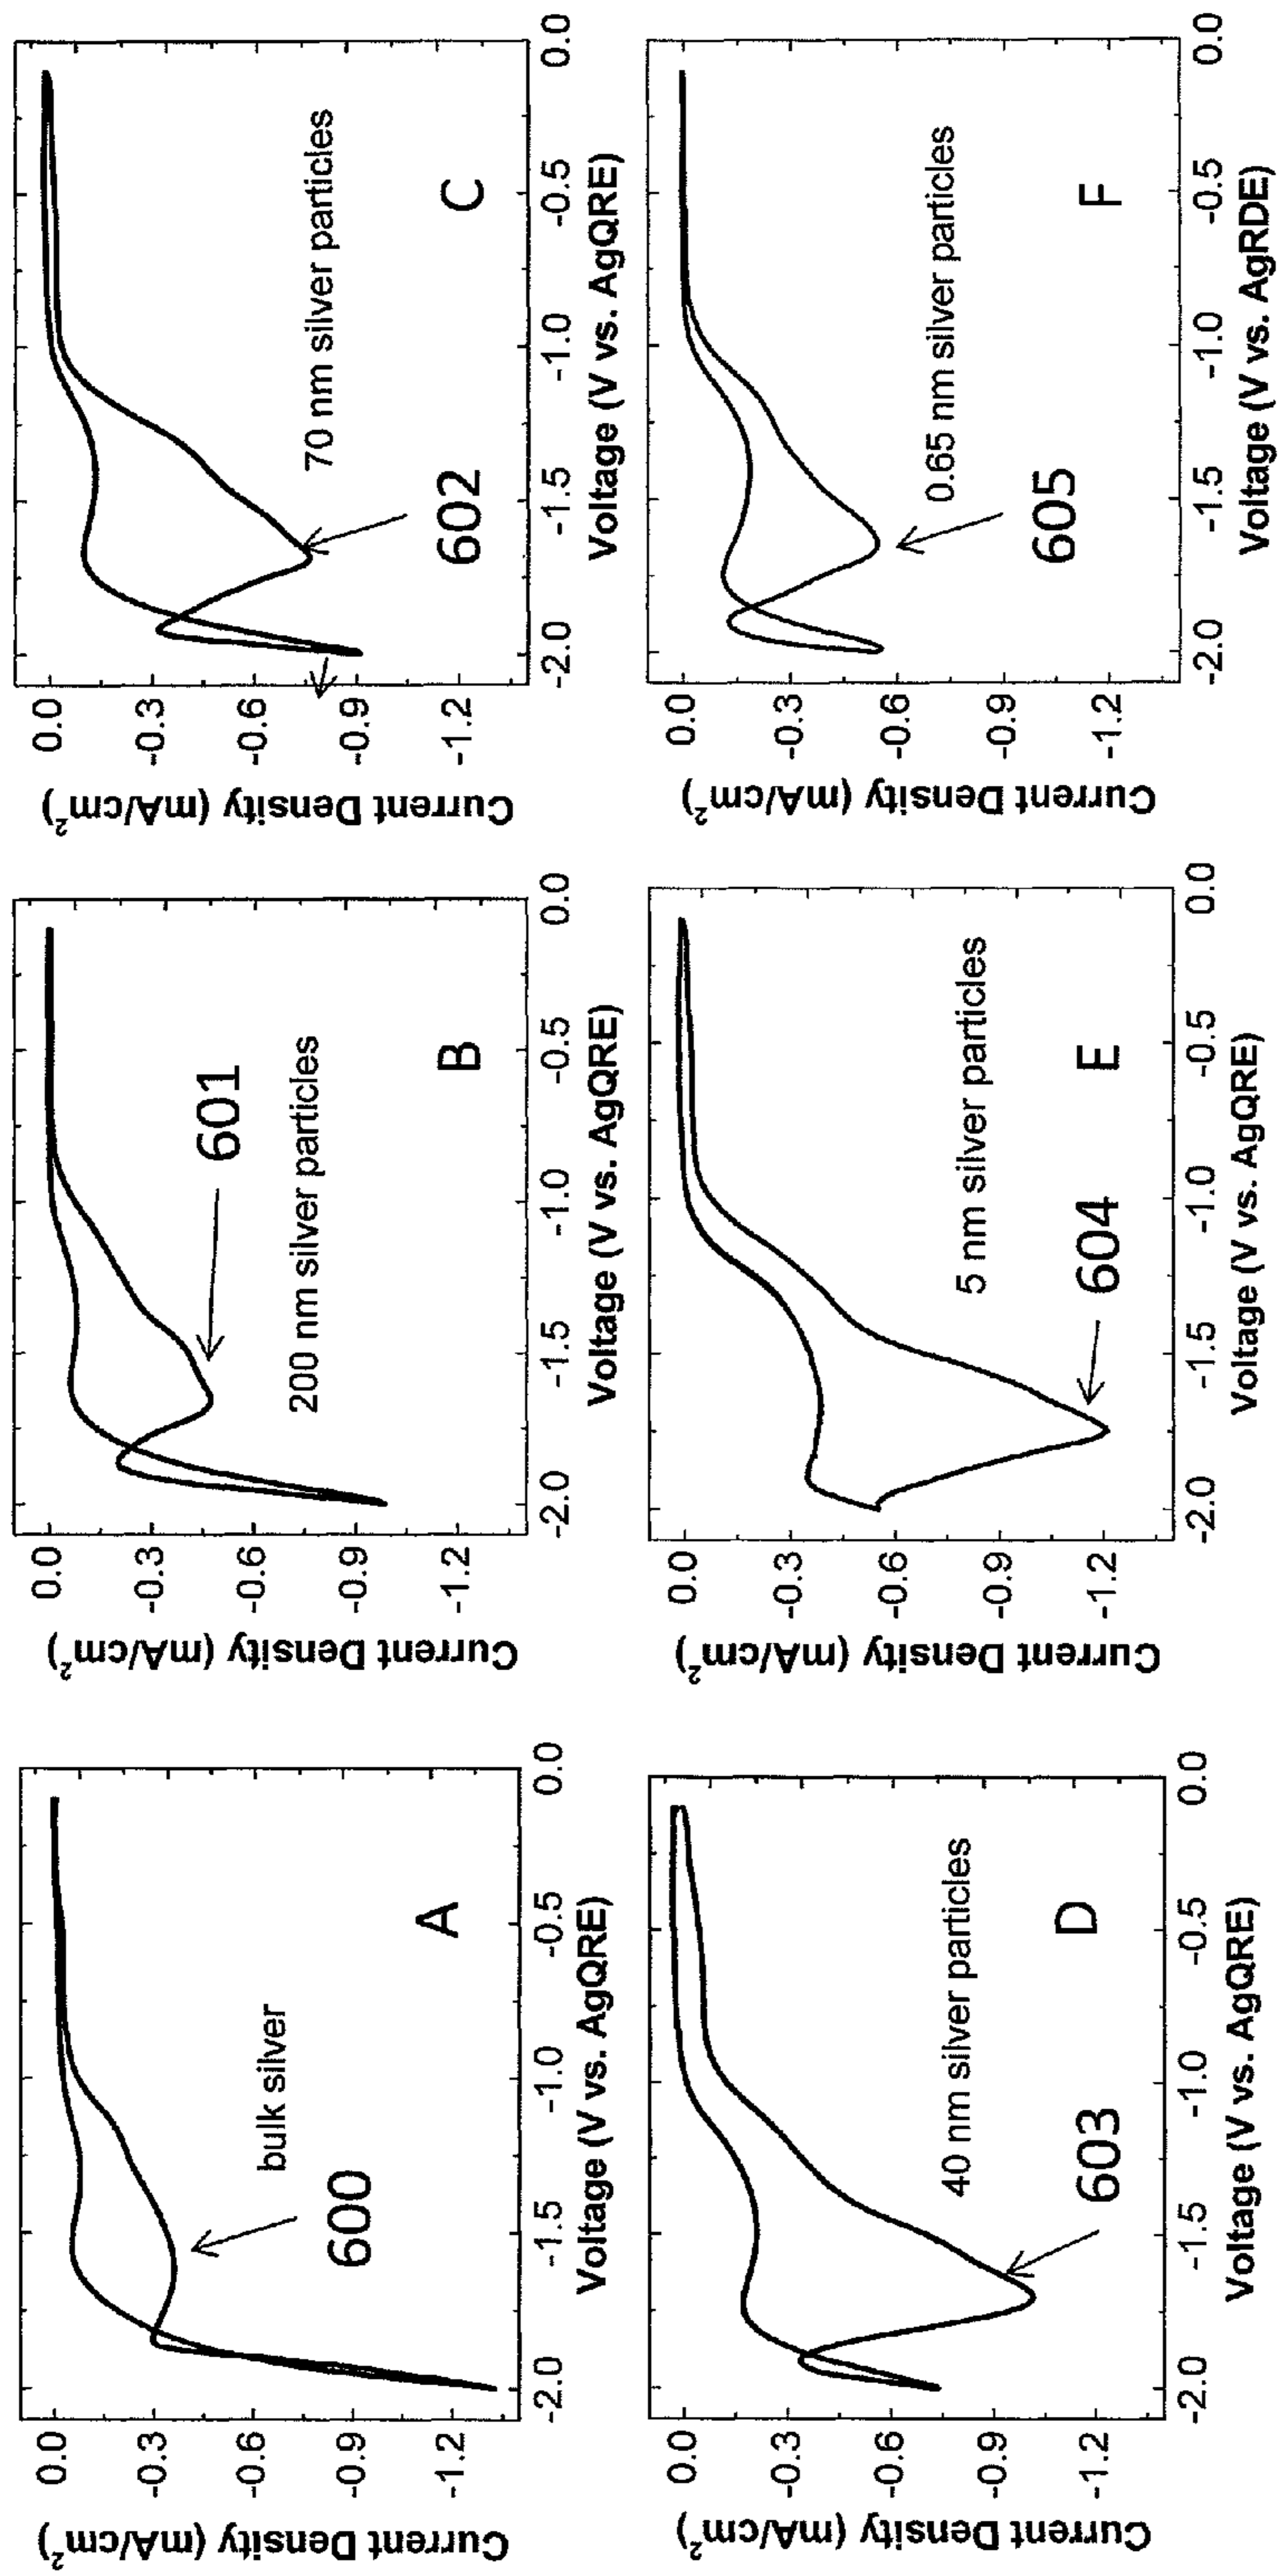 Current Density (mA/cm²)
0.0
-0.3
-0.6
-0.9
-1.2
bulk silver
600
A
-2.0 -1.5 -1.0 -0.5 0.0
Voltage (V vs. AgQRE)
Current Density (mA/cm²)
0.0
-0.3
-0.6
-0.9
-1.2
601
200 nm silver particles
B
-2.0 -1.5 -1.0 -0.5 0.0
Voltage (V vs. AgQRE)
Current Density (mA/cm²)
0.0
-0.3
-0.6
-0.9
-1.2
70 nm silver particles
602
C
-2.0 -1.5 -1.0 -0.5 0.0
Voltage (V vs. AgQRE)
Current Density (mA/cm²)
0.0
-0.3
-0.6
-0.9
-1.2
40 nm silver particles
603
D
-2.0 -1.5 -1.0 -0.5 0.0
Voltage (V vs. AgQRE)
Current Density (mA/cm²)
0.0
-0.3
-0.6
-0.9
-1.2
5 nm silver particles
604
E
-2.0 -1.5 -1.0 -0.5 0.0
Voltage (V vs. AgQRE)
Current Density (mA/cm²)
0.0
-0.3
-0.6
-0.9
-1.2
0.65 nm silver particles
605
F
-2.0 -1.5 -1.0 -0.5 0.0
Voltage (V vs. AgRDE)